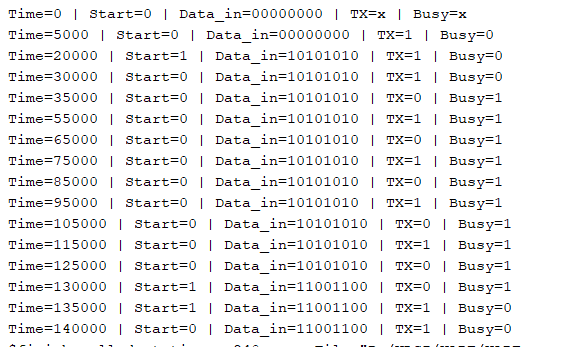 Time=0 | Start=0 | Data_in=00000000 | TX=x | Busy=x
Time=5000 | Start=0 | Data_in=00000000 | TX=1 | Busy=0
Time=20000 | Start=1 | Data_in=10101010 | TX=1 | Busy=0
Time=30000 | Start=0 | Data_in=10101010 | TX=1 | Busy=0
Time=35000 | Start=0 | Data_in=10101010 | TX=0 | Busy=1
Time=55000 | Start=0 | Data_in=10101010 | TX=1 | Busy=1
Time=65000 | Start=0 | Data_in=10101010 | TX=0 | Busy=1
Time=75000 | Start=0 | Data_in=10101010 | TX=1 | Busy=1
Time=85000 | Start=0 | Data_in=10101010 | TX=0 | Busy=1
Time=95000 | Start=0 | Data_in=10101010 | TX=1 | Busy=1
Time=105000 | Start=0 | Data_in=10101010 | TX=0 | Busy=1
Time=115000 | Start=0 | Data_in=10101010 | TX=1 | Busy=1
Time=125000 | Start=0 | Data_in=10101010 | TX=0 | Busy=1
Time=130000 | Start=1 | Data_in=11001100 | TX=0 | Busy=1
Time=135000 | Start=1 | Data_in=11001100 | TX=1 | Busy=0
Time=140000 | Start=0 | Data_in=11001100 | TX=1 | Busy=0